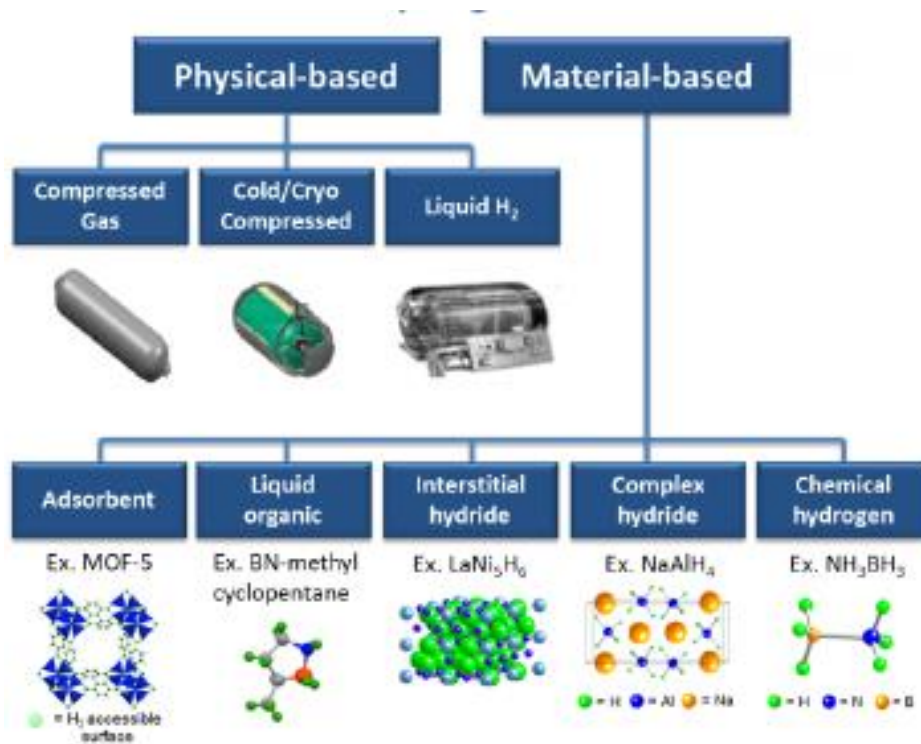 Physical-based
Material-based
Compressed
Gas
Cold/Cryo
Compressed
Liquid H₂
Adsorbent
Liquid
organic
Interstitial
hydride
Complex
hydride
Chemical
hydrogen
Ex. MOF-5
Ex. BN-methyl
cyclopentane
Ex. LaNi₅H₆
Ex. NaAlH₄
Ex. NH₃BH₃
= H₂ accessible
surface
= H = Al = Na
= H = N = B